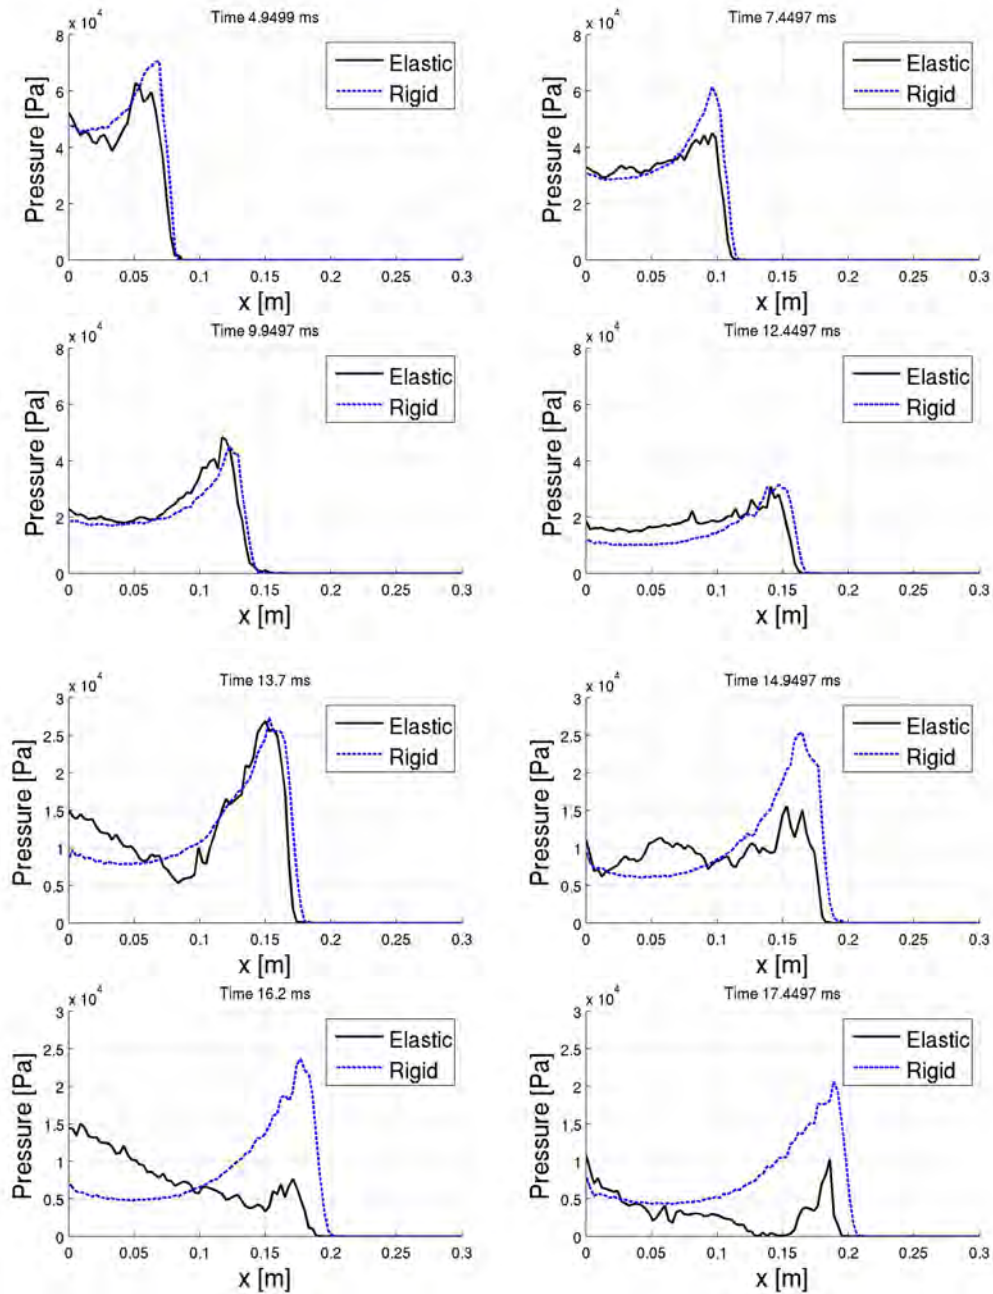 Time 4.9499 ms
x 10^4
Pressure [Pa]
8
6
4
2
0
0 0.05 0.1 0.15 0.2 0.25 0.3
x [m]
Elastic
Rigid
Time 7.4497 ms
x 10^4
Pressure [Pa]
8
6
4
2
0
0 0.05 0.1 0.15 0.2 0.25 0.3
x [m]
Elastic
Rigid
Time 9.9497 ms
x 10^4
Pressure [Pa]
8
6
4
2
0
0 0.05 0.1 0.15 0.2 0.25 0.3
x [m]
Elastic
Rigid
Time 12.4497 ms
x 10^4
Pressure [Pa]
8
6
4
2
0
0 0.05 0.1 0.15 0.2 0.25 0.3
x [m]
Elastic
Rigid
Time 13.7 ms
x 10^4
Pressure [Pa]
3
2.5
2
1.5
1
0.5
0
0 0.05 0.1 0.15 0.2 0.25 0.3
x [m]
Elastic
Rigid
Time 14.9497 ms
x 10^4
Pressure [Pa]
3
2.5
2
1.5
1
0.5
0
0 0.05 0.1 0.15 0.2 0.25 0.3
x [m]
Elastic
Rigid
Time 16.2 ms
x 10^4
Pressure [Pa]
3
2.5
2
1.5
1
0.5
0
0 0.05 0.1 0.15 0.2 0.25 0.3
x [m]
Elastic
Rigid
Time 17.4497 ms
x 10^4
Pressure [Pa]
3
2.5
2
1.5
1
0.5
0
0 0.05 0.1 0.15 0.2 0.25 0.3
x [m]
Elastic
Rigid